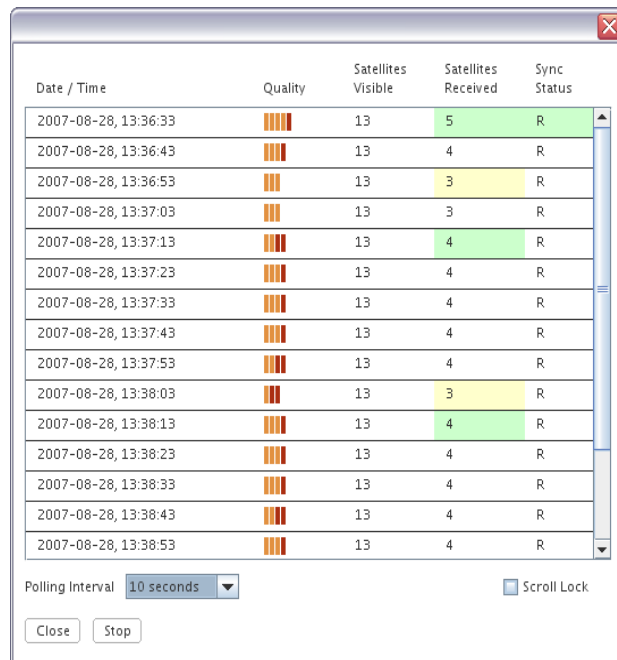 Date / Time Quality Satellites Visible Satellites Received Sync Status
2007-08-28, 13:36:33 13 5 R
2007-08-28, 13:36:43 13 4 R
2007-08-28, 13:36:53 13 3 R
2007-08-28, 13:37:03 13 3 R
2007-08-28, 13:37:13 13 4 R
2007-08-28, 13:37:23 13 4 R
2007-08-28, 13:37:33 13 4 R
2007-08-28, 13:37:43 13 4 R
2007-08-28, 13:37:53 13 4 R
2007-08-28, 13:38:03 13 3 R
2007-08-28, 13:38:13 13 4 R
2007-08-28, 13:38:23 13 4 R
2007-08-28, 13:38:33 13 4 R
2007-08-28, 13:38:43 13 4 R
2007-08-28, 13:38:53 13 4 R
Polling Interval 10 seconds Scroll Lock
Close Stop